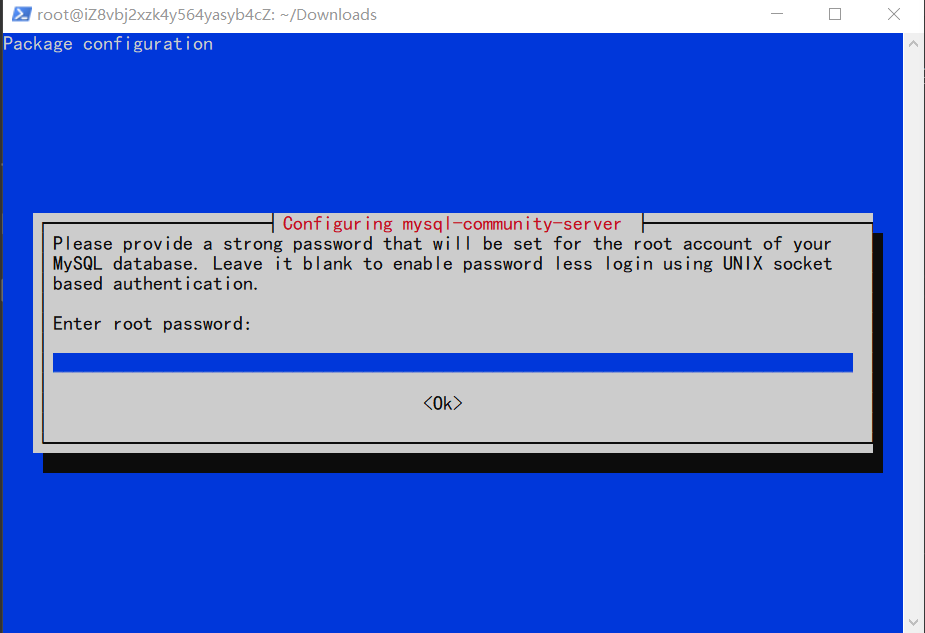 root@iZ8vbj2xzk4y564yasyb4cZ: ~/Downloads
Package configuration
Configuring mysql-community-server
Please provide a strong password that will be set for the root account of your
MySQL database. Leave it blank to enable password less login using UNIX socket
based authentication.
Enter root password:
<Ok>